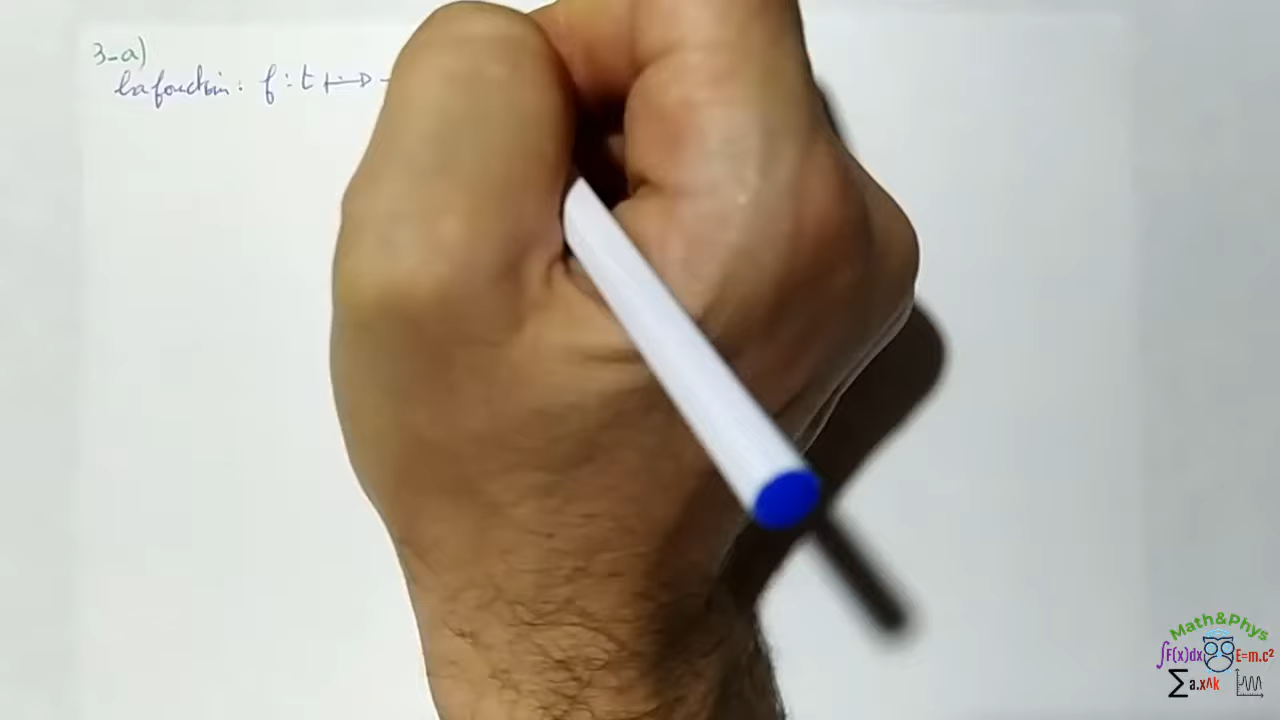 3-a)
la fonction : f : t ↦
Math&Phys
∫F(x)dx E=m.c²
∑ a.x^k